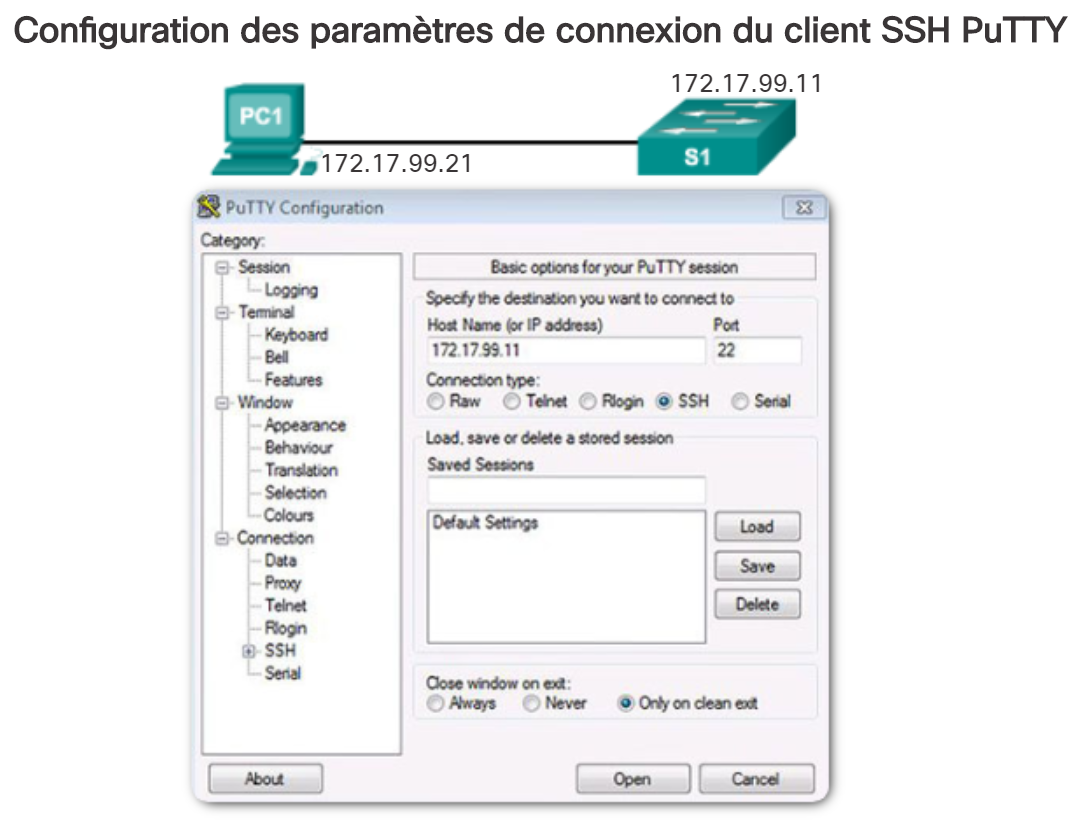 Configuration des paramètres de connexion du client SSH PuTTY
172.17.99.11
PC1
S1
172.17.99.21
PuTTY Configuration
Category:
Session
Logging
Terminal
Keyboard
Bell
Features
Window
Appearance
Behaviour
Translation
Selection
Colours
Connection
Data
Proxy
Telnet
Rlogin
SSH
Serial
Basic options for your PuTTY session
Specify the destination you want to connect to
Host Name (or IP address) Port
172.17.99.11 22
Connection type:
Raw Telnet Rlogin SSH Serial
Load, save or delete a stored session
Saved Sessions
Default Settings
Load
Save
Delete
Close window on exit:
Always Never Only on clean exit
About Open Cancel